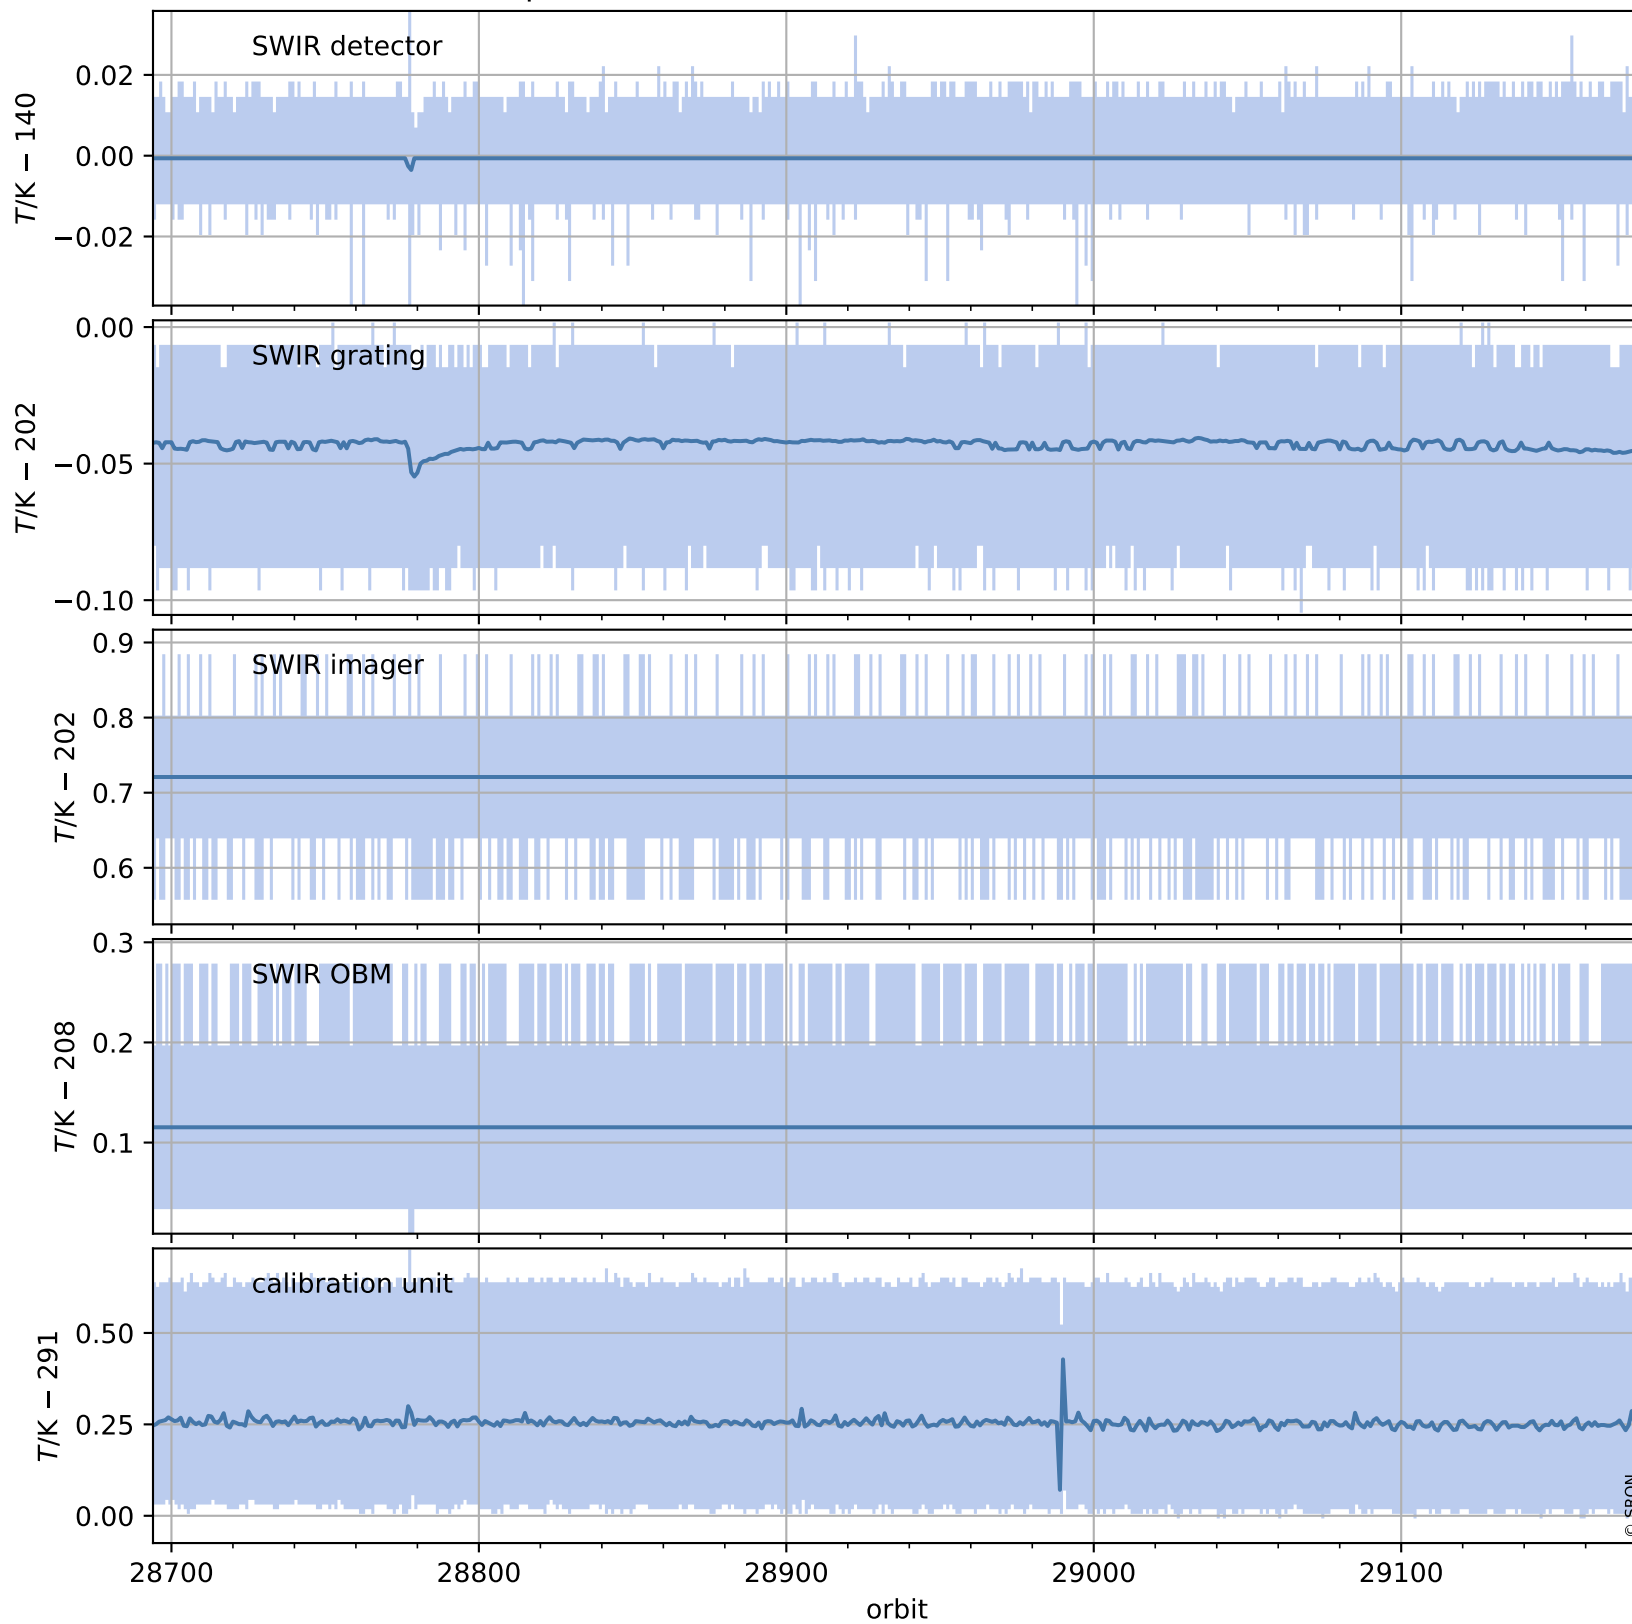 SWIR detector
0.02
0.00
−0.02
T/K − 140
SWIR grating
0.00
−0.05
−0.10
T/K − 202
SWIR imager
0.9
0.8
0.7
0.6
T/K − 202
SWIR OBM
0.3
0.2
0.1
T/K − 208
calibration unit
0.50
0.25
0.00
T/K − 291
28700 28800 28900 29000 29100
orbit
© SRON